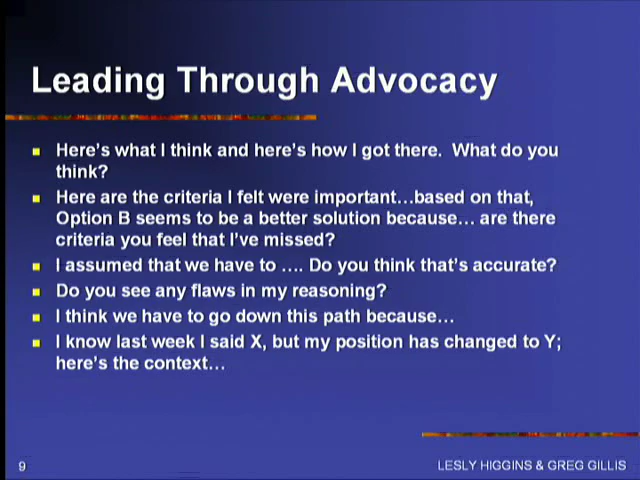 Leading Through Advocacy
Here's what I think and here's how I got there.  What do you
think?
Here are the criteria I felt were important…based on that,
Option B seems to be a better solution because… are there
criteria you feel that I've missed?
I assumed that we have to …. Do you think that's accurate?
Do you see any flaws in my reasoning?
I think we have to go down this path because…
I know last week I said X, but my position has changed to Y;
here's the context…
9
LESLY HIGGINS & GREG GILLIS